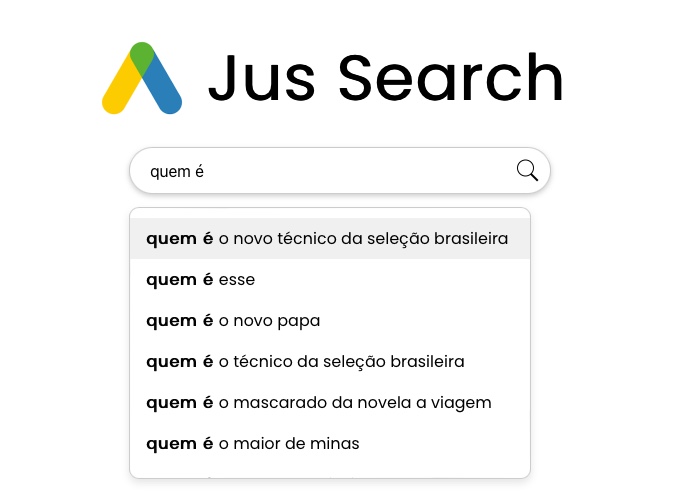 Jus Search
quem é
quem é o novo técnico da seleção brasileira
quem é esse
quem é o novo papa
quem é o técnico da seleção brasileira
quem é o mascarado da novela a viagem
quem é o maior de minas